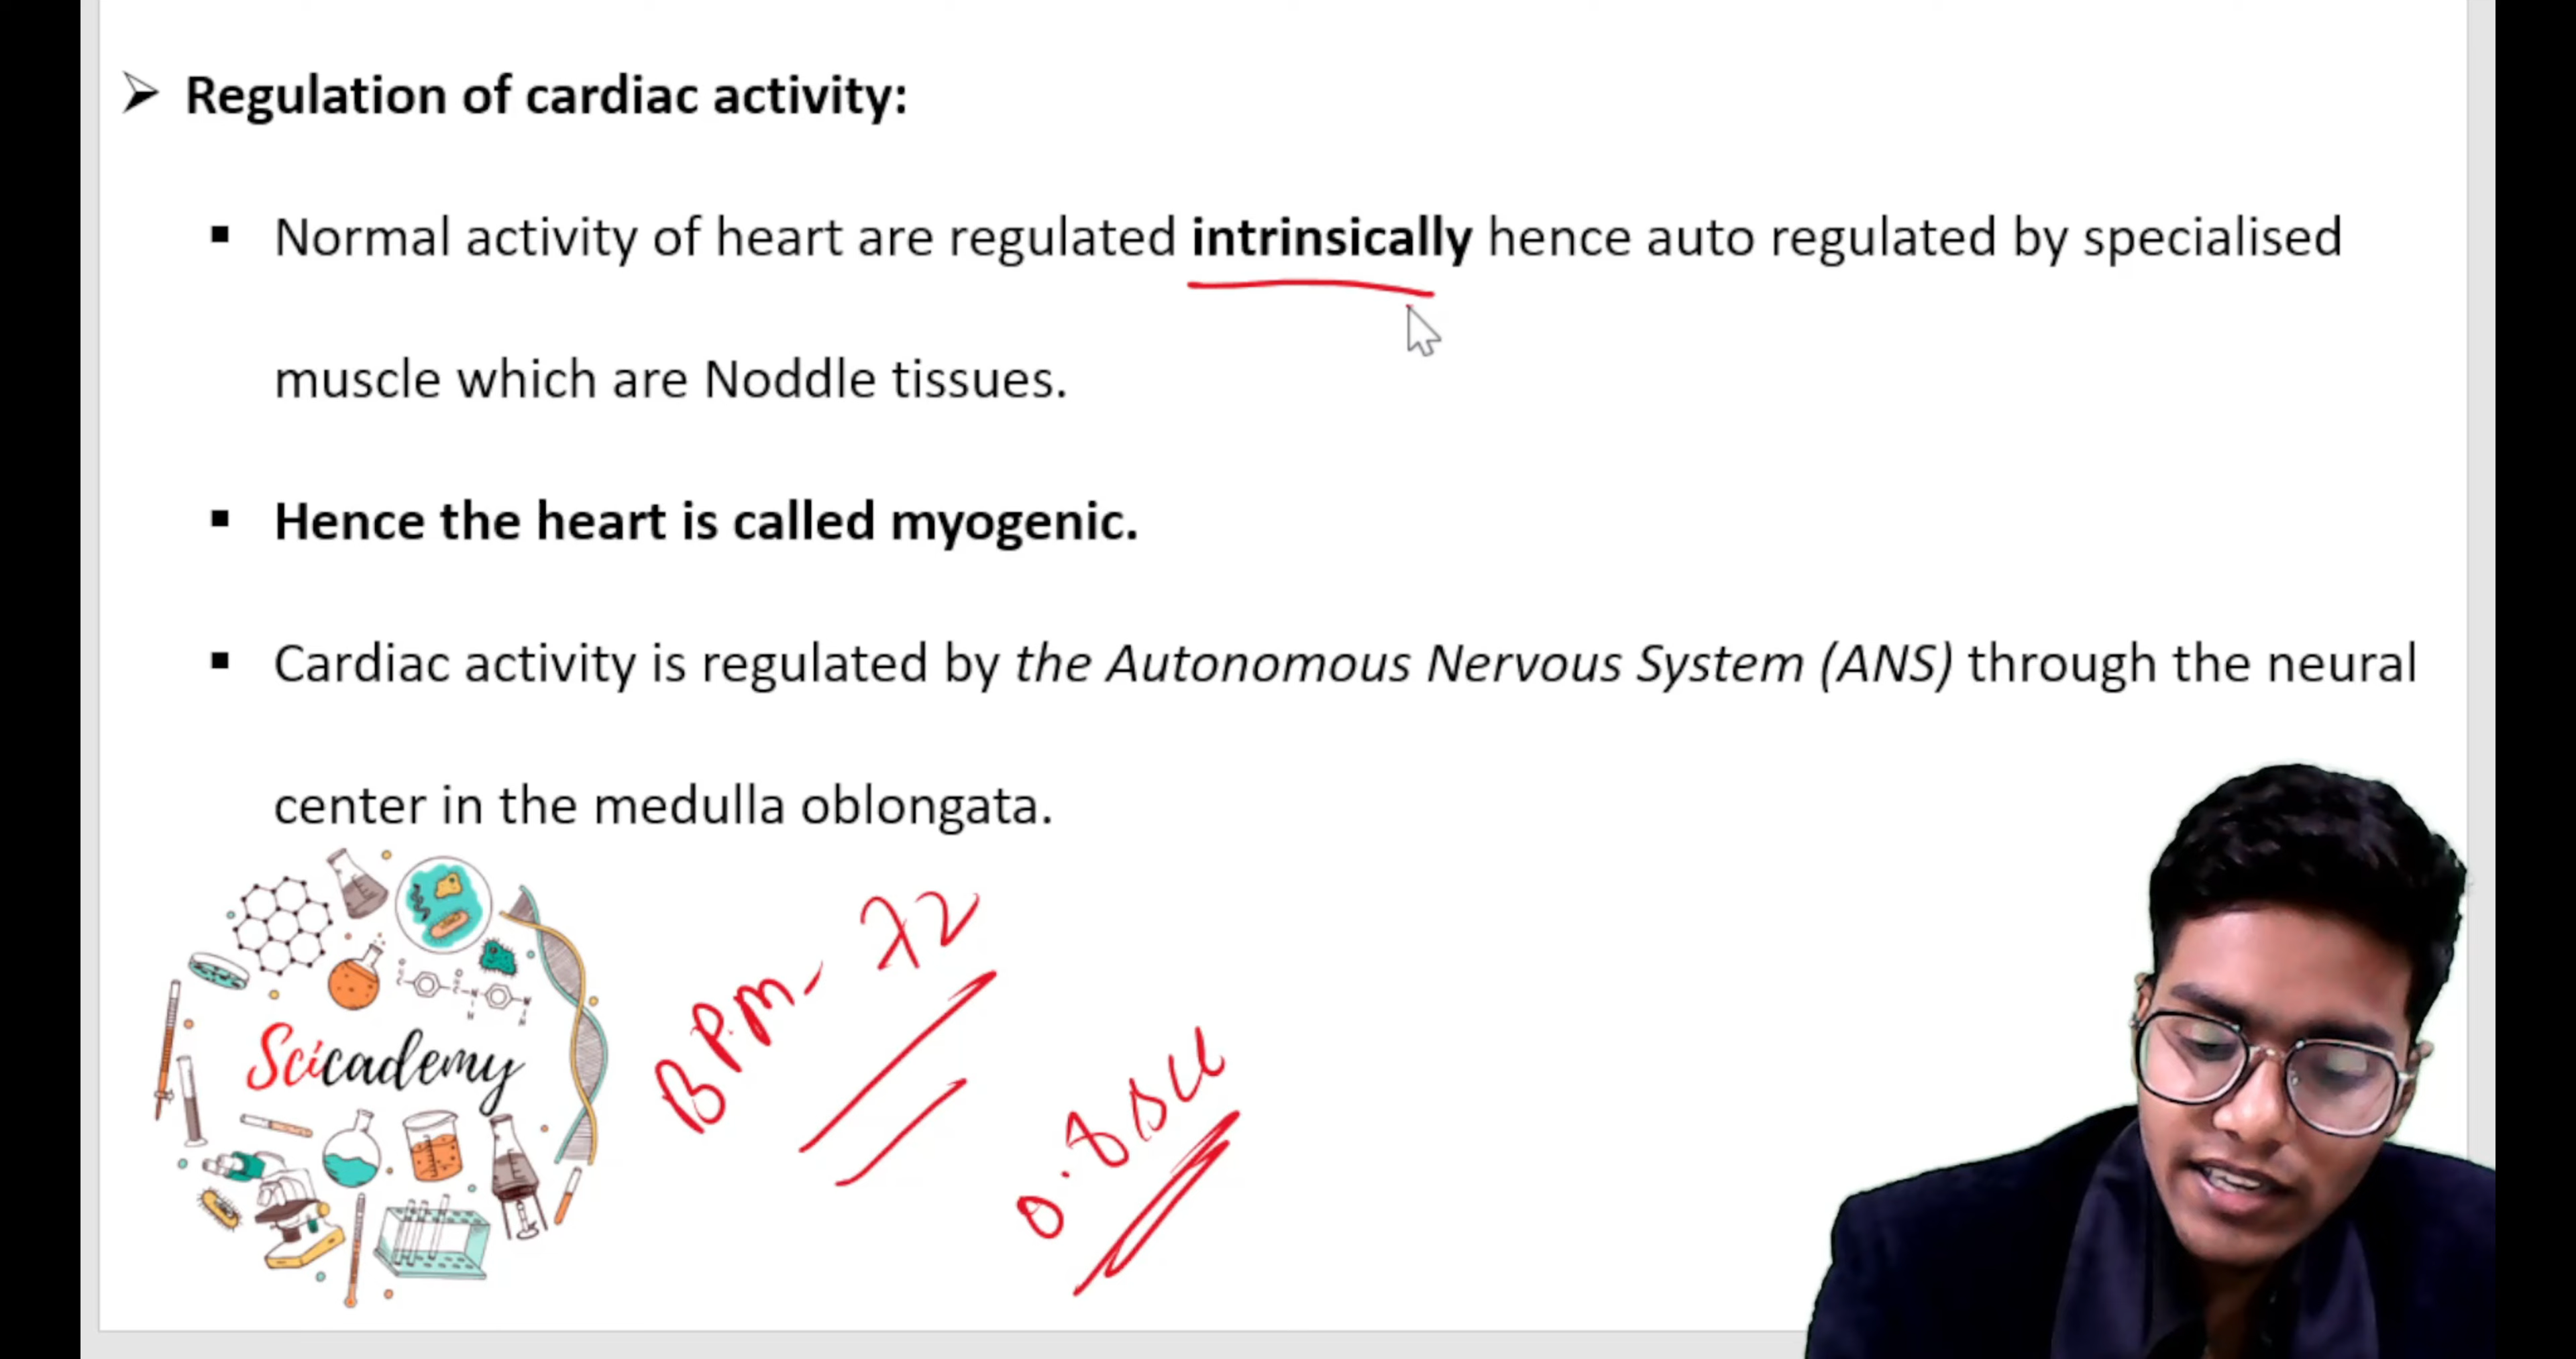 Regulation of cardiac activity:
Normal activity of heart are regulated intrinsically hence auto regulated by specialised
muscle which are Noddle tissues.
Hence the heart is called myogenic.
Cardiac activity is regulated by the Autonomous Nervous System (ANS) through the neural
center in the medulla oblongata.
BPM - 72
Scicademy
0.8 sec